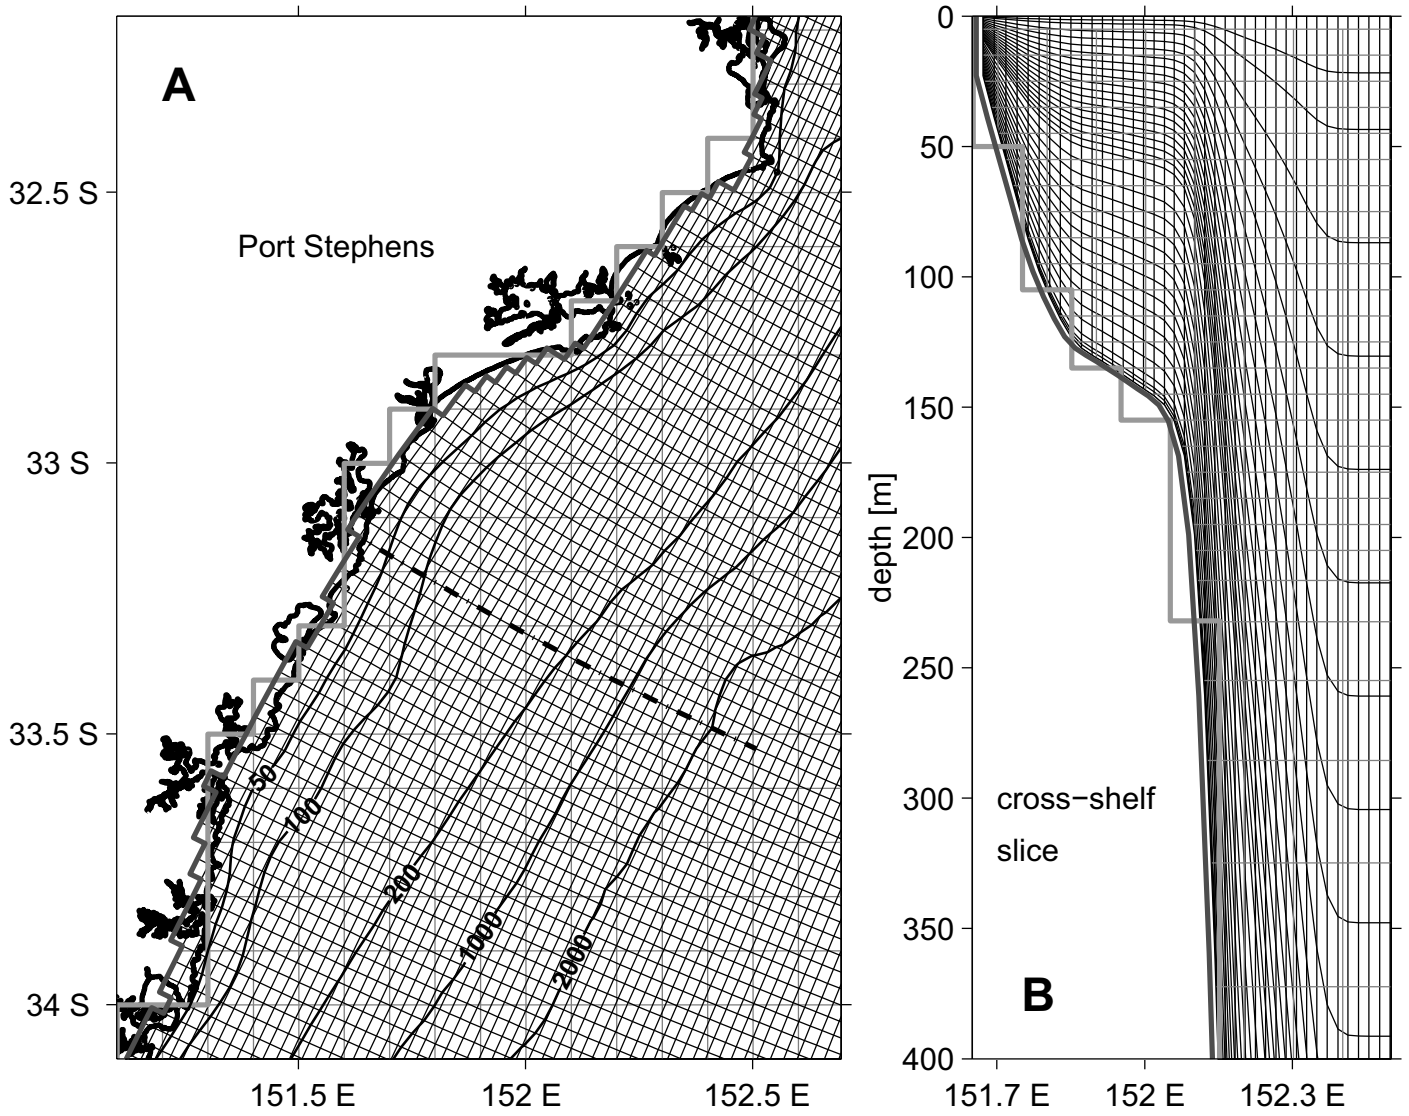 A
32.5 S
Port Stephens
33 S
33.5 S
34 S
50
100
200
1000
2000
151.5 E
152 E
152.5 E
0
50
100
150
200
250
300
350
400
depth [m]
cross−shelf
slice
B
151.7 E
152 E
152.3 E